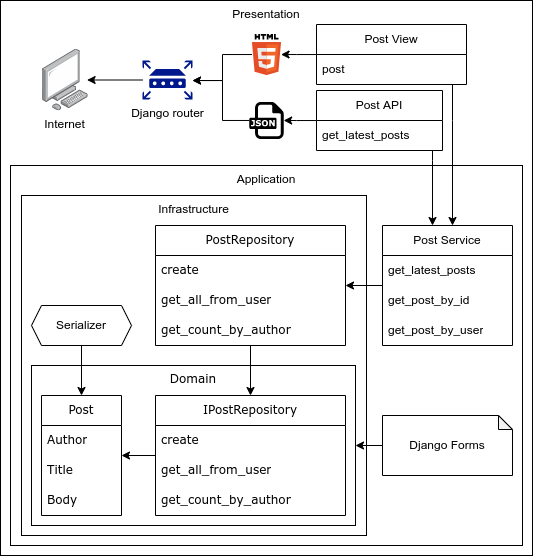 Presentation
HTML
5
Post View
post
Internet
Django router
JSON
Post API
get_latest_posts
Application
Infrastructure
PostRepository
create
get_all_from_user
get_count_by_author
Post Service
get_latest_posts
get_post_by_id
get_post_by_user
Serializer
Domain
Post
Author
Title
Body
IPostRepository
create
get_all_from_user
get_count_by_author
Django Forms